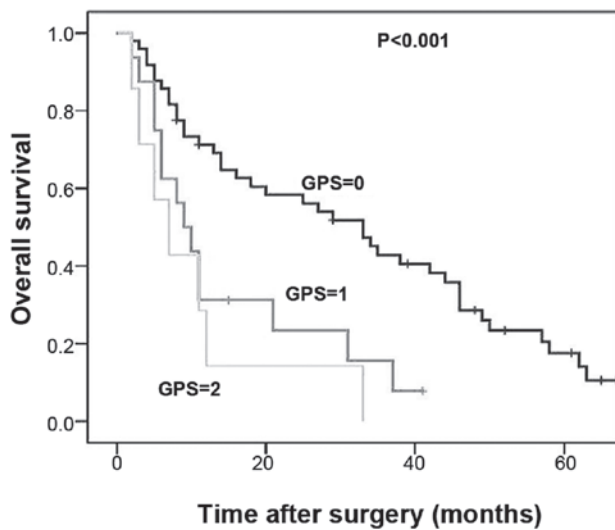 P<0.001
1.0
0.8
0.6
0.4
0.2
0.0
Overall survival
GPS=0
GPS=1
GPS=2
0 20 40 60
Time after surgery (months)